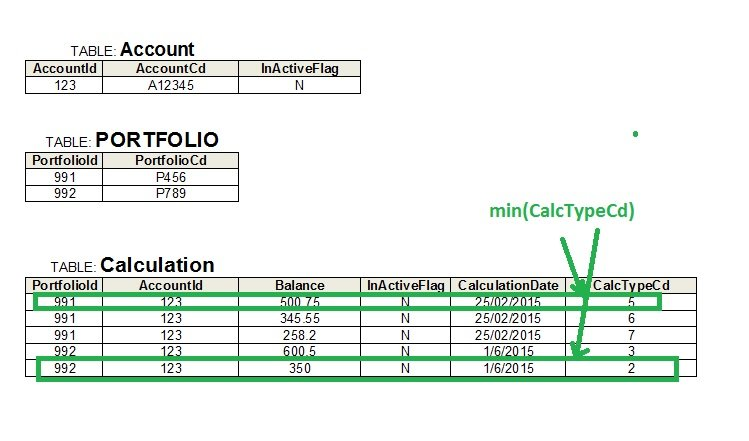 TABLE: Account
AccountId AccountCd InActiveFlag
123 A12345 N
TABLE: PORTFOLIO
PortfolioId PortfolioCd
991 P456
992 P789
min(CalcTypeCd)
TABLE: Calculation
PortfolioId AccountId Balance InActiveFlag CalculationDate CalcTypeCd
991 123 500.75 N 25/02/2015 5
991 123 345.55 N 25/02/2015 6
991 123 258.2 N 25/02/2015 7
992 123 600.5 N 1/6/2015 3
992 123 350 N 1/6/2015 2